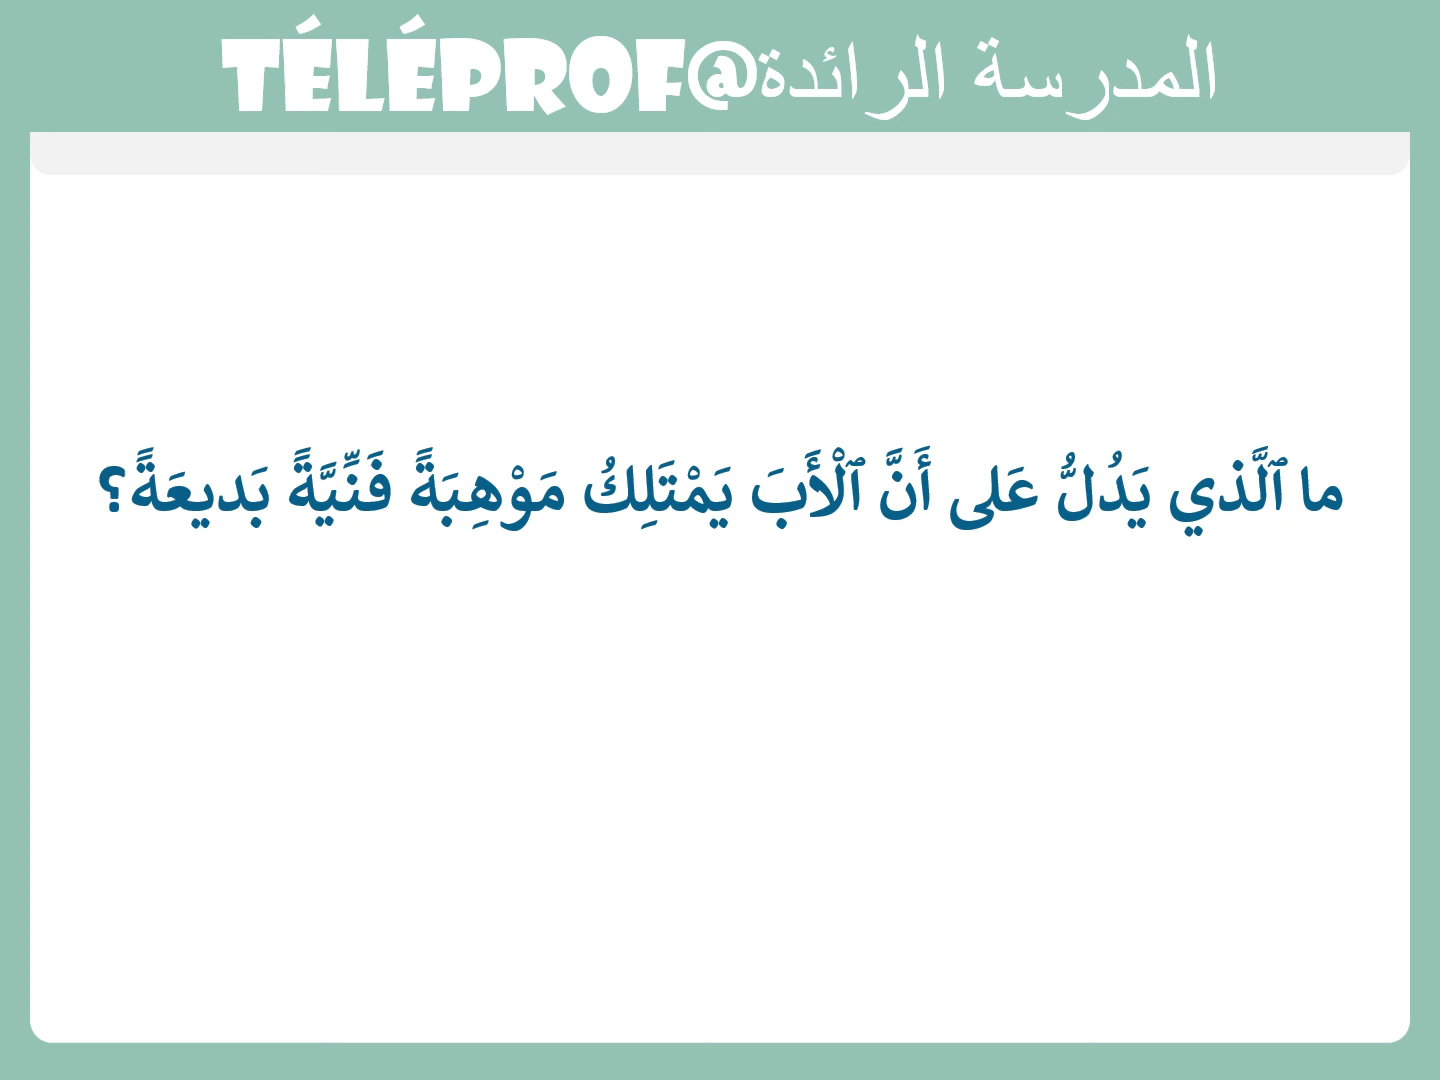 TÉLÉPROF@المدرسة الرائدة
ما ٱلَّذي يَدُلُّ عَلى أَنَّ ٱلْأَبَ يَمْتَلِكُ مَوْهِبَةً فَنِّيَّةً بَديعَةً؟